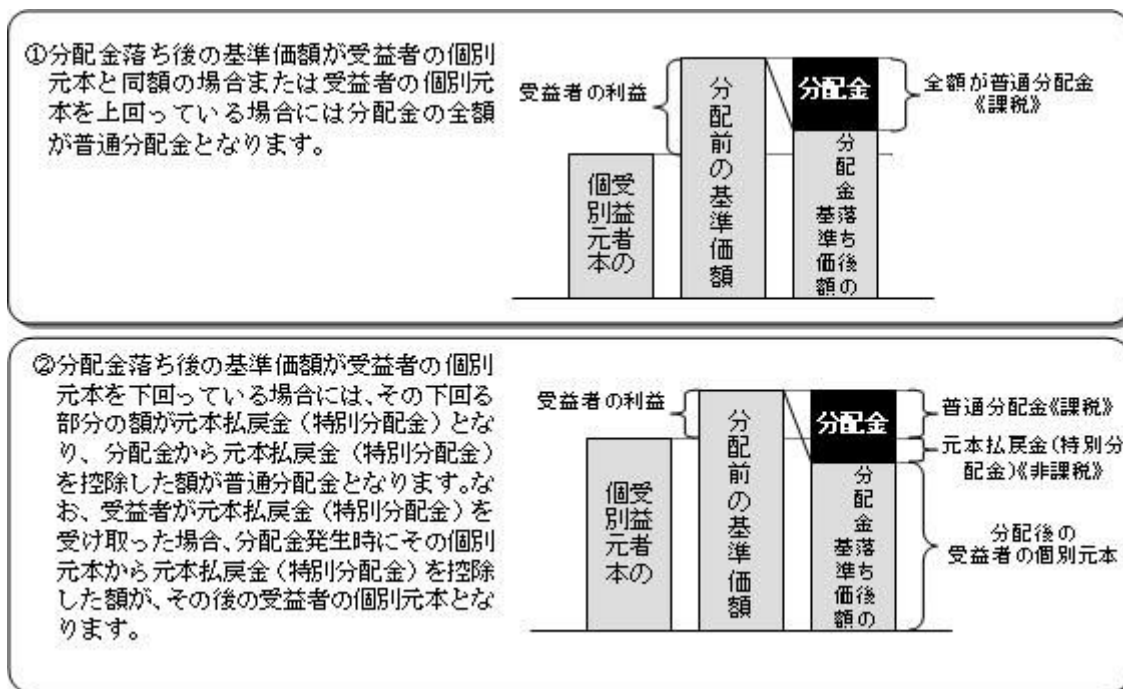 ①分配金落ち後の基準価額が受益者の個別
元本と同額の場合または受益者の個別元
本を上回っている場合には分配金の全額
が普通分配金となります。
受益者の利益
受益者の
個別元本
分配前の基準価額
分配金
分配金落ち後の
基準価額
全額が普通分配金
《課税》
②分配金落ち後の基準価額が受益者の個別
元本を下回っている場合には、その下回る
部分の額が元本払戻金（特別分配金）とな
り、分配金から元本払戻金（特別分配金）
を控除した額が普通分配金となります。な
お、受益者が元本払戻金（特別分配金）を
受け取った場合、分配金発生時にその個別
元本から元本払戻金（特別分配金）を控除
した額が、その後の受益者の個別元本とな
ります。
受益者の利益
受益者の
個別元本
分配前の基準価額
分配金
分配金落ち後の
基準価額
普通分配金《課税》
元本払戻金（特別分
配金）《非課税》
分配後の
受益者の個別元本